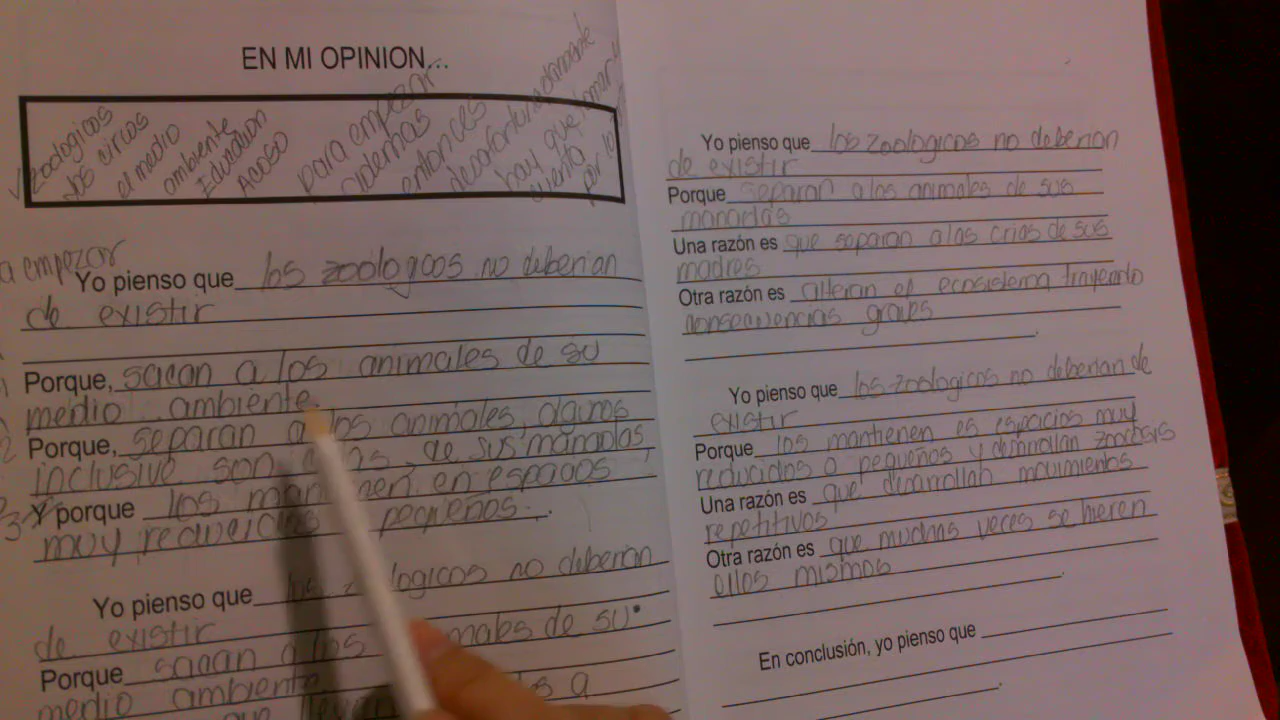 EN MI OPINION...
zoologicos
los circos
el medio
ambiente
Educacion
Acoso
para empezar
ademas
entonces
desafortunadamente
hay que tomar
cuenta
por lo
a empezar
Yo pienso que los zoologcos no deberian
de existir
Porque, sacan a los animales de su
medio ambiente.
Porque, separan a los animales, algunos
inclusive son, de sus manadas,
3 Y porque los mantienen en espacios
muy reducidos pequeños.
Yo pienso que los zoologicos no deberian
de existir
Porque sacan a los animales de su
medio ambiente
que a
Yo pienso que los zoologicos no deberian
de existir
Porque separan a los animales de sus
manadas
Una razón es que separan a las crias de sus
madres
Otra razón es alteran el ecosistema trayendo
consecuencias graves
Yo pienso que los zoologicos no deberian de
existir
Porque los mantienen es espacios muy
reducidos o pequeños y desarrollan zoocosis
Una razón es que desarrollan movimientos
repetitivos
Otra razón es que muchas veces se hieren
ellos mismos
En conclusión, yo pienso que